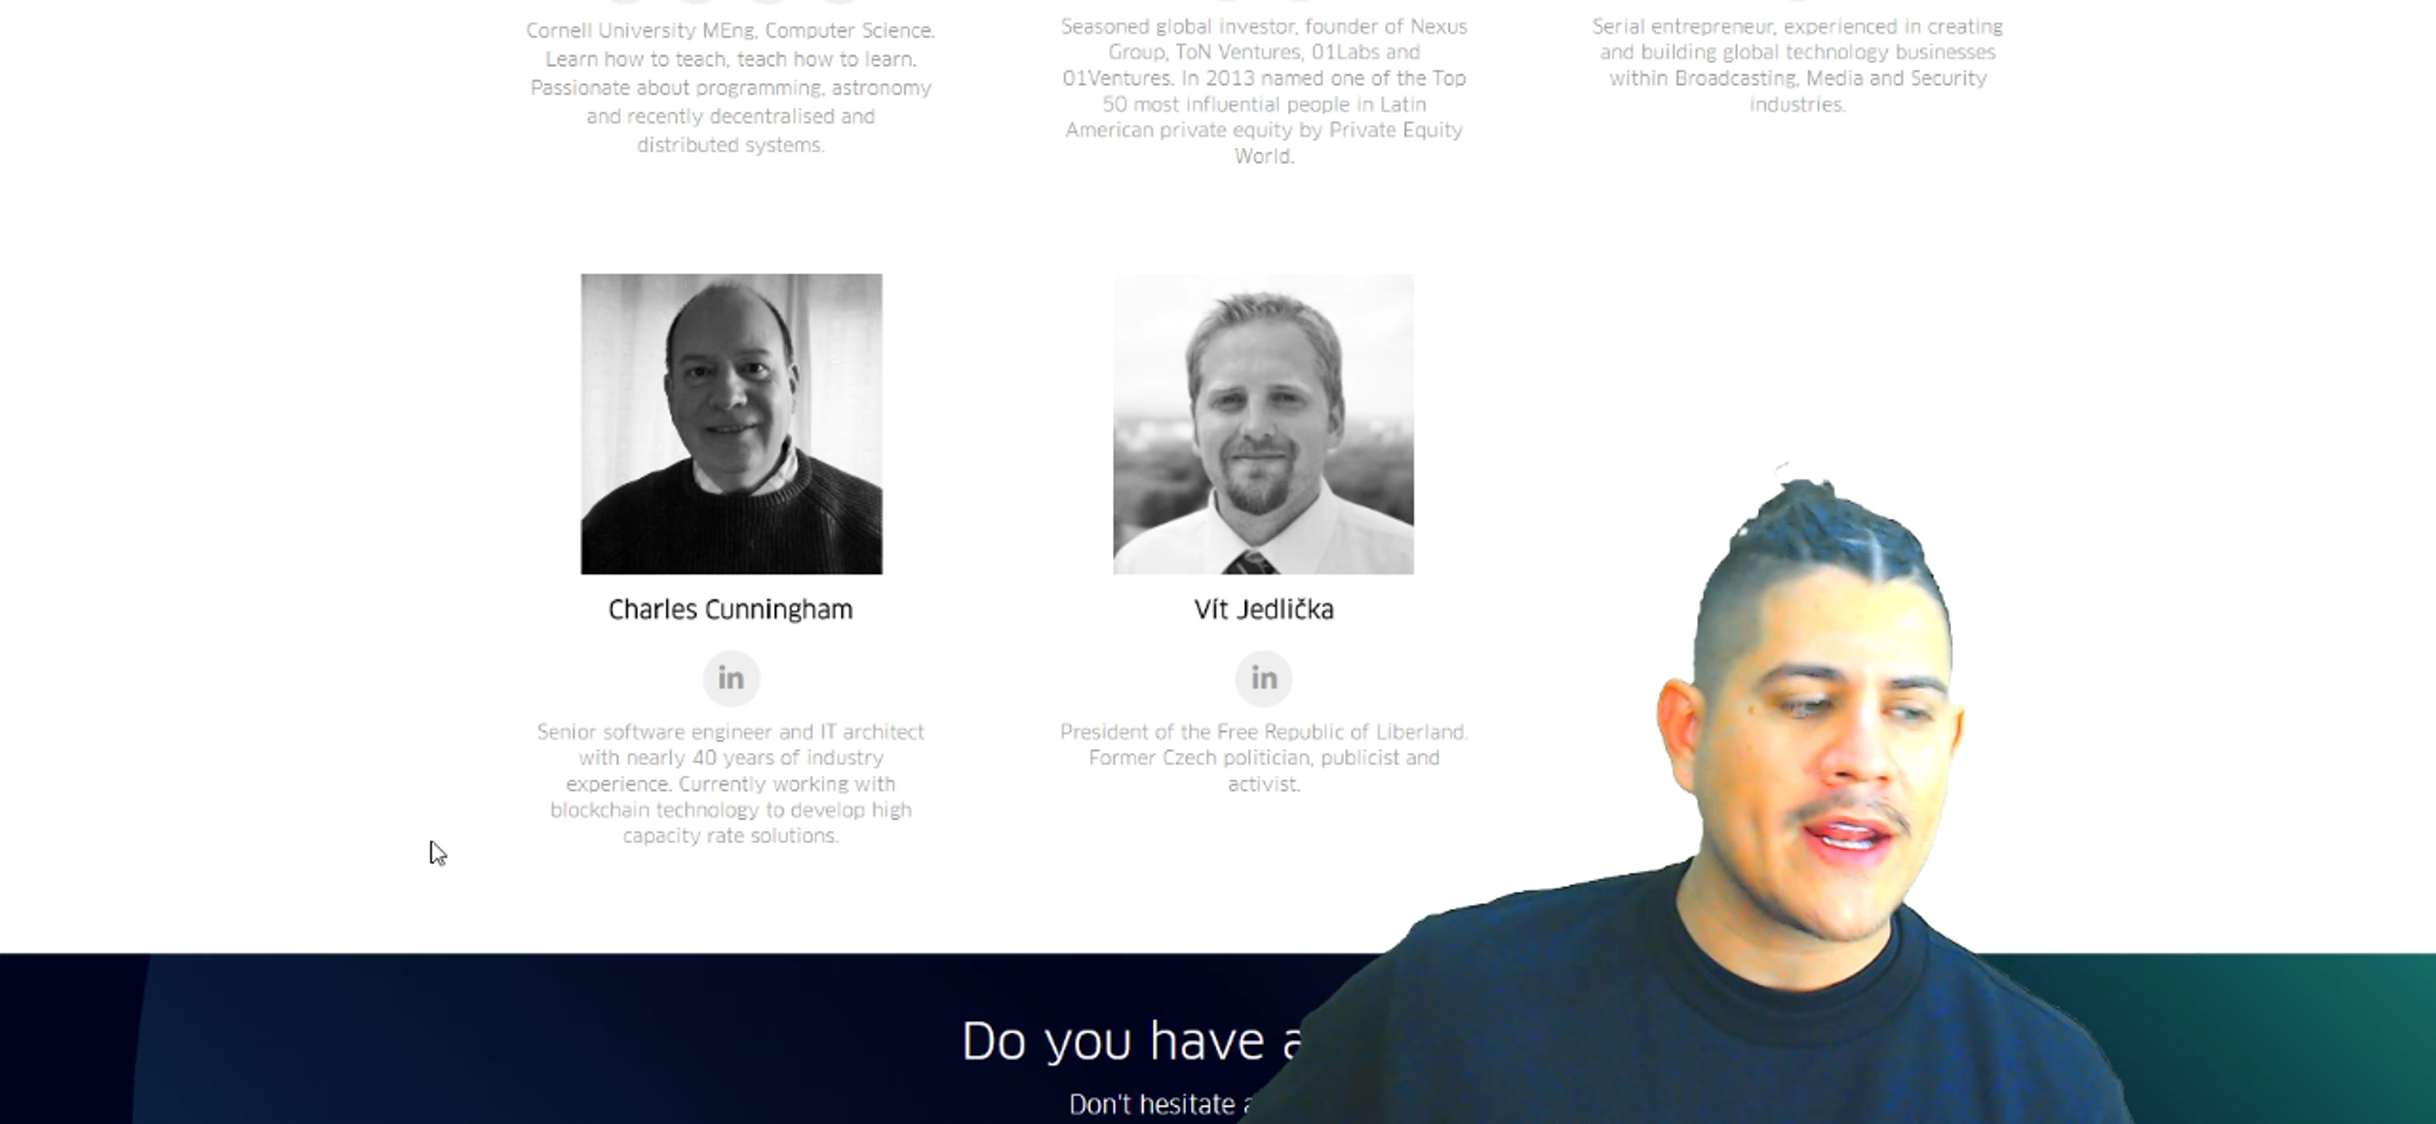 Cornell University MEng, Computer Science.
Learn how to teach, teach how to learn.
Passionate about programming, astronomy
and recently decentralised and
distributed systems.
Seasoned global investor, founder of Nexus
Group, ToN Ventures, 01Labs and
01Ventures. In 2013 named one of the Top
50 most influential people in Latin
American private equity by Private Equity
World.
Serial entrepreneur, experienced in creating
and building global technology businesses
within Broadcasting, Media and Security
industries.
Charles Cunningham
in
Senior software engineer and IT architect
with nearly 40 years of industry
experience. Currently working with
blockchain technology to develop high
capacity rate solutions.
Vít Jedlička
in
President of the Free Republic of Liberland.
Former Czech politician, publicist and
activist.
Do you have a
Don't hesitate a